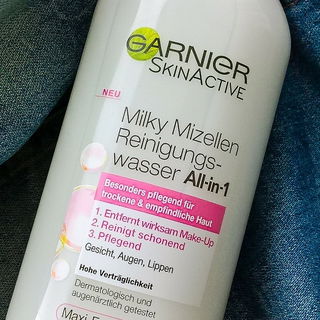 GARNIER
SKINACTIVE
NEU
Milky Mizellen
Reinigungs-
wasser All-in-1
Besonders pflegend für
trockene & empfindliche Haut
1. Entfernt wirksam Make-Up
2. Reinigt schonend
3. Pflegend
Gesicht, Augen, Lippen
Hohe Verträglichkeit
Dermatologisch und
augenärztlich getestet
Maxi